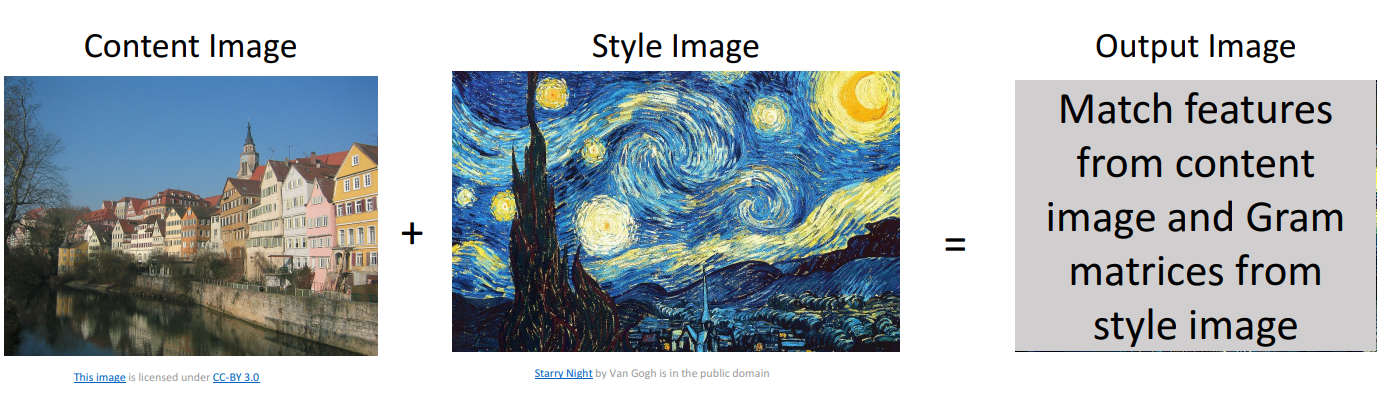 Content Image
Style Image
Output Image
+
=
Match features
from content
image and Gram
matrices from
style image
This image is licensed under CC-BY 3.0
Starry Night by Van Gogh is in the public domain